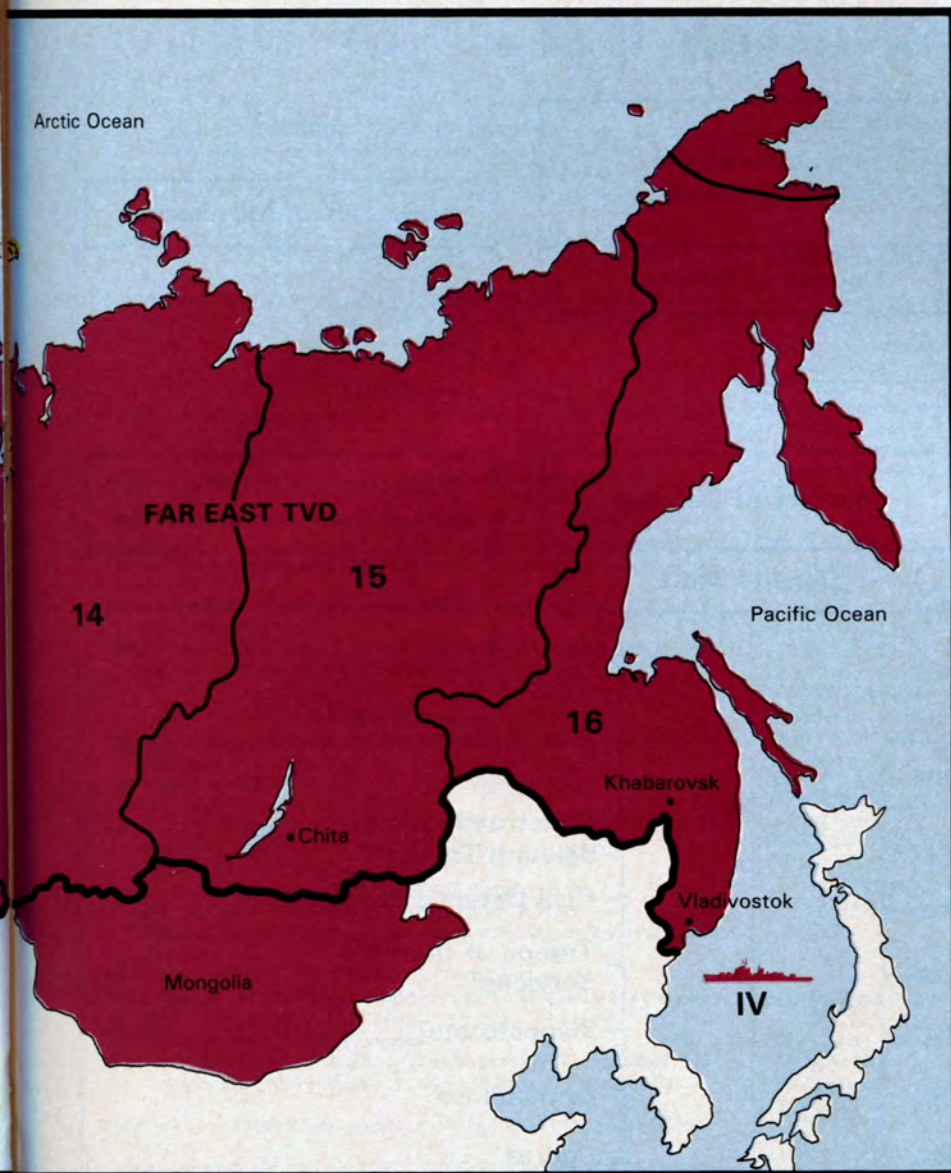 Arctic Ocean
FAR EAST TVD
15
14
Pacific Ocean
16
Khabarovsk
Chita
Vladivostok
Mongolia
IV